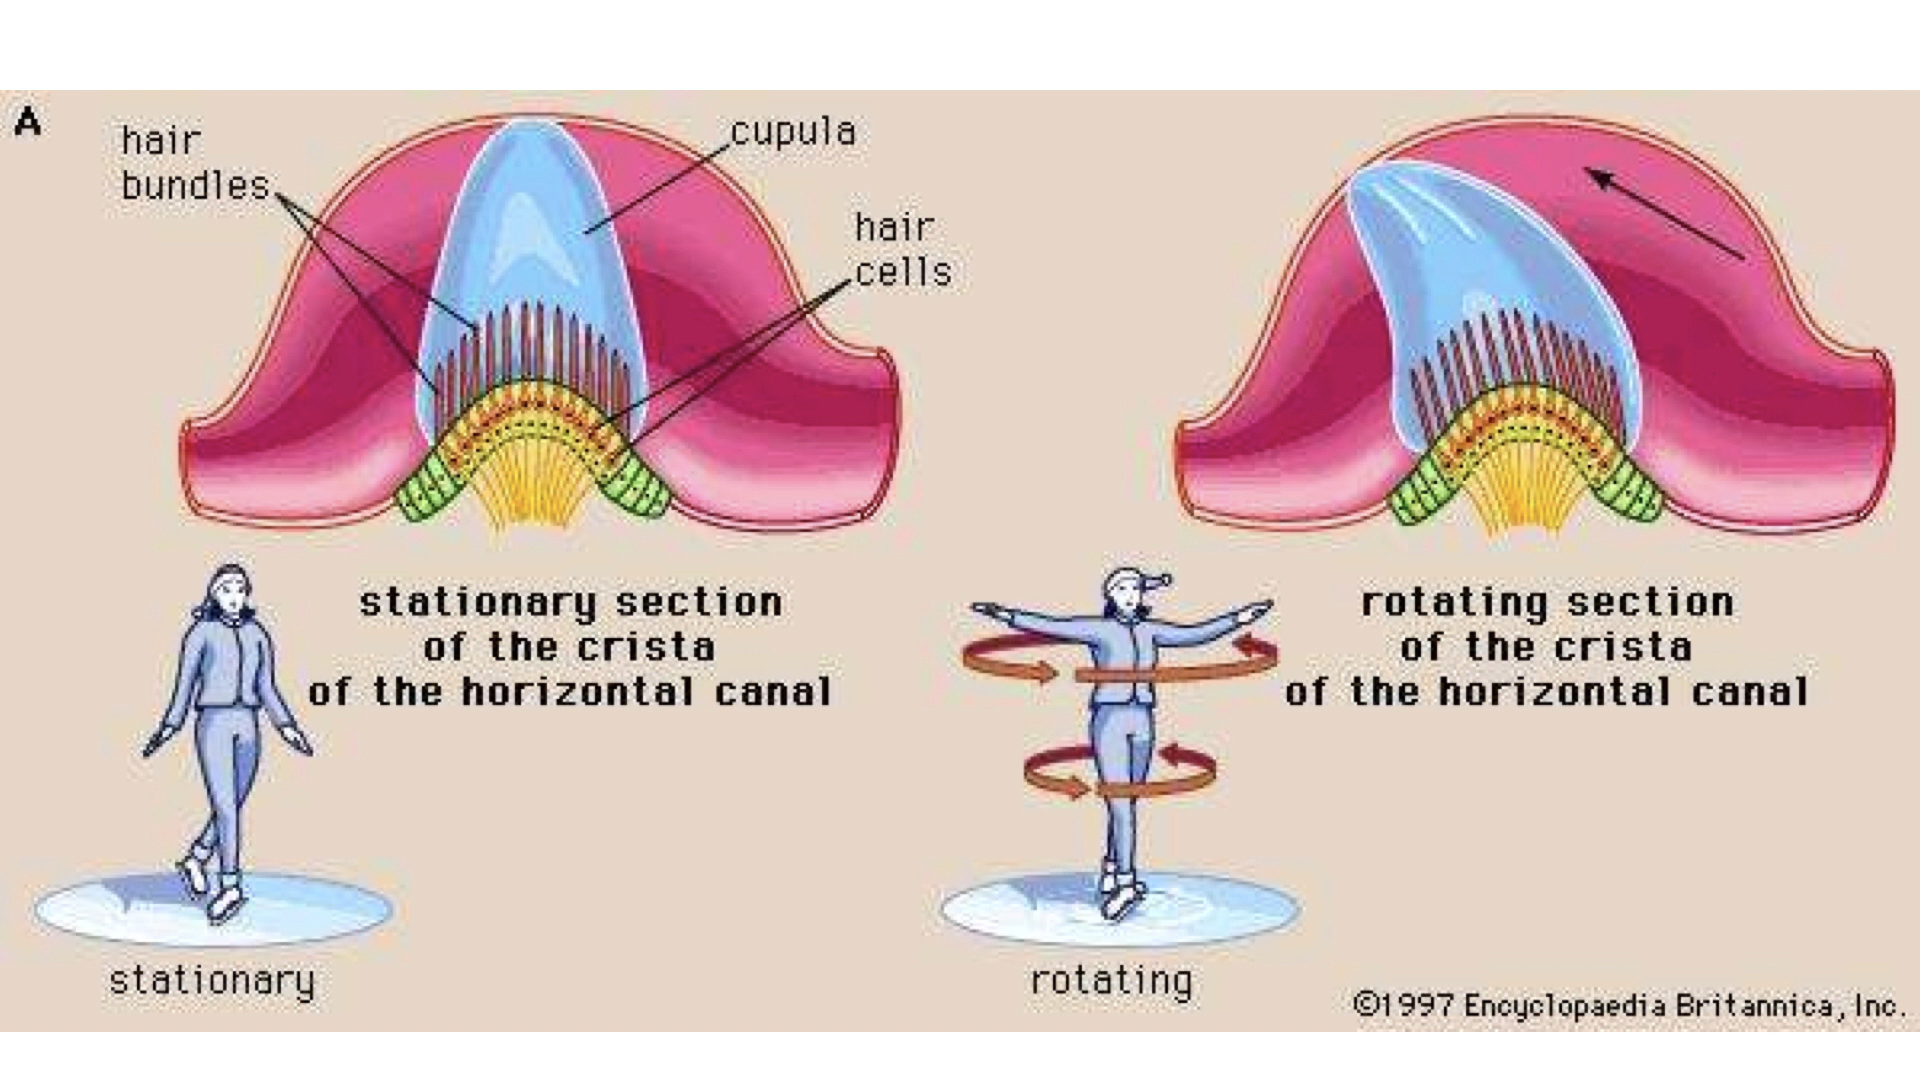 A
hair
bundles
cupula
hair
cells
stationary section
of the crista
of the horizontal canal
rotating section
of the crista
of the horizontal canal
stationary
rotating
©1997 Encyclopaedia Britannica, Inc.